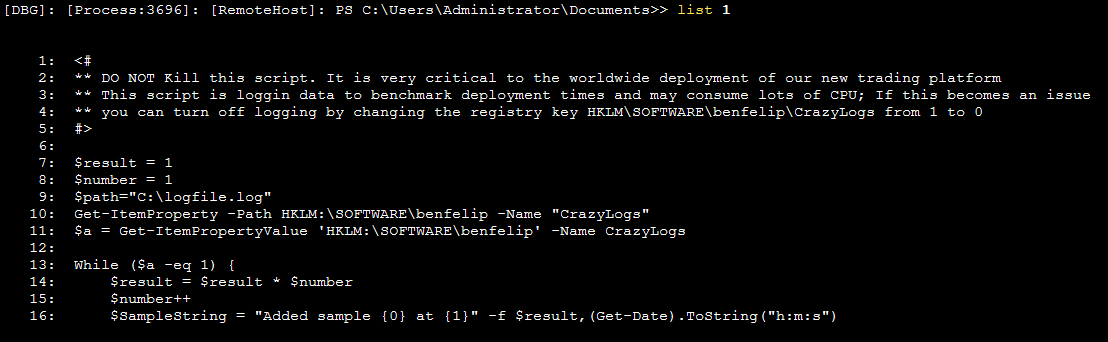 [DBG]: [Process:3696]: [RemoteHost]: PS C:\Users\Administrator\Documents>> list 1
1: <#
2: ** DO NOT Kill this script. It is very critical to the worldwide deployment of our new trading platform
3: ** This script is loggin data to benchmark deployment times and may consume lots of CPU; If this becomes an issue
4: ** you can turn off logging by changing the registry key HKLM\SOFTWARE\benfelip\CrazyLogs from 1 to 0
5: #>
6:
7: $result = 1
8: $number = 1
9: $path="C:\logfile.log"
10: Get-ItemProperty -Path HKLM:\SOFTWARE\benfelip -Name "CrazyLogs"
11: $a = Get-ItemPropertyValue 'HKLM:\SOFTWARE\benfelip' -Name CrazyLogs
12:
13: While ($a -eq 1) {
14:     $result = $result * $number
15:     $number++
16:     $SampleString = "Added sample {0} at {1}" -f $result,(Get-Date).ToString("h:m:s")